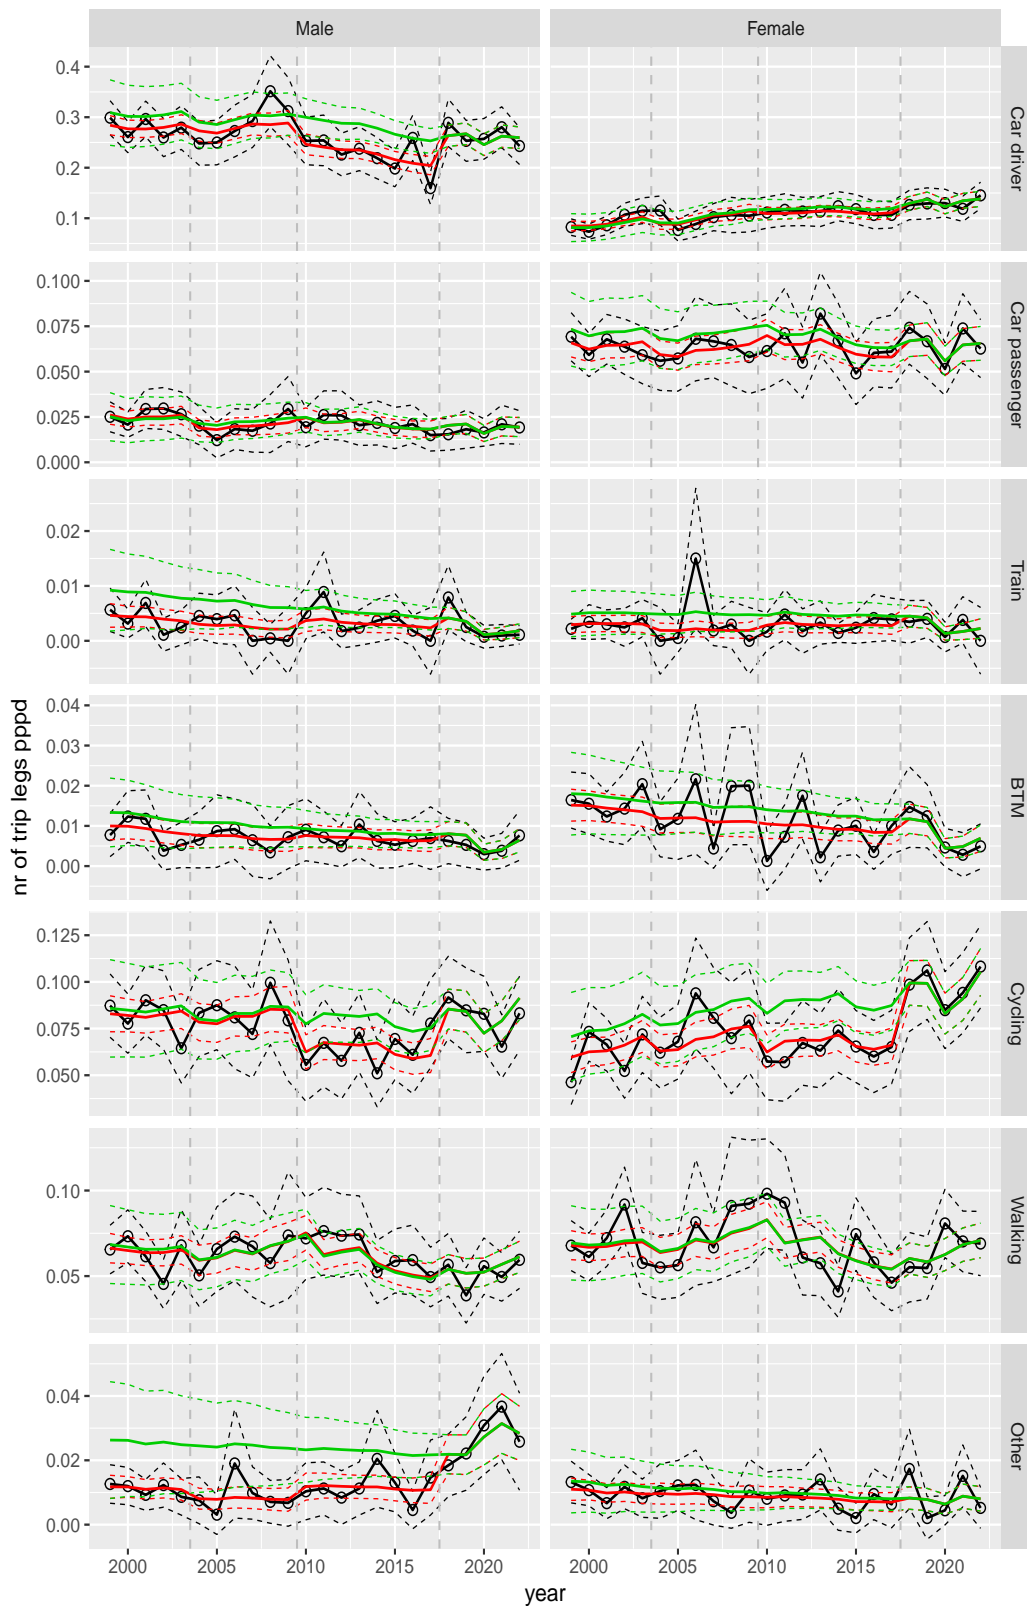 Male Female
0.4
0.3
0.2
0.1
Car driver
0.100
0.075
0.050
0.025
0.000
Car passenger
0.02
0.01
0.00
Train
0.04
0.03
0.02
0.01
0.00
BTM
nr of trip legs pppd
0.125
0.100
0.075
0.050
Cycling
0.10
0.05
Walking
0.04
0.02
0.00
Other
2000 2005 2010 2015 2020 2000 2005 2010 2015 2020
year